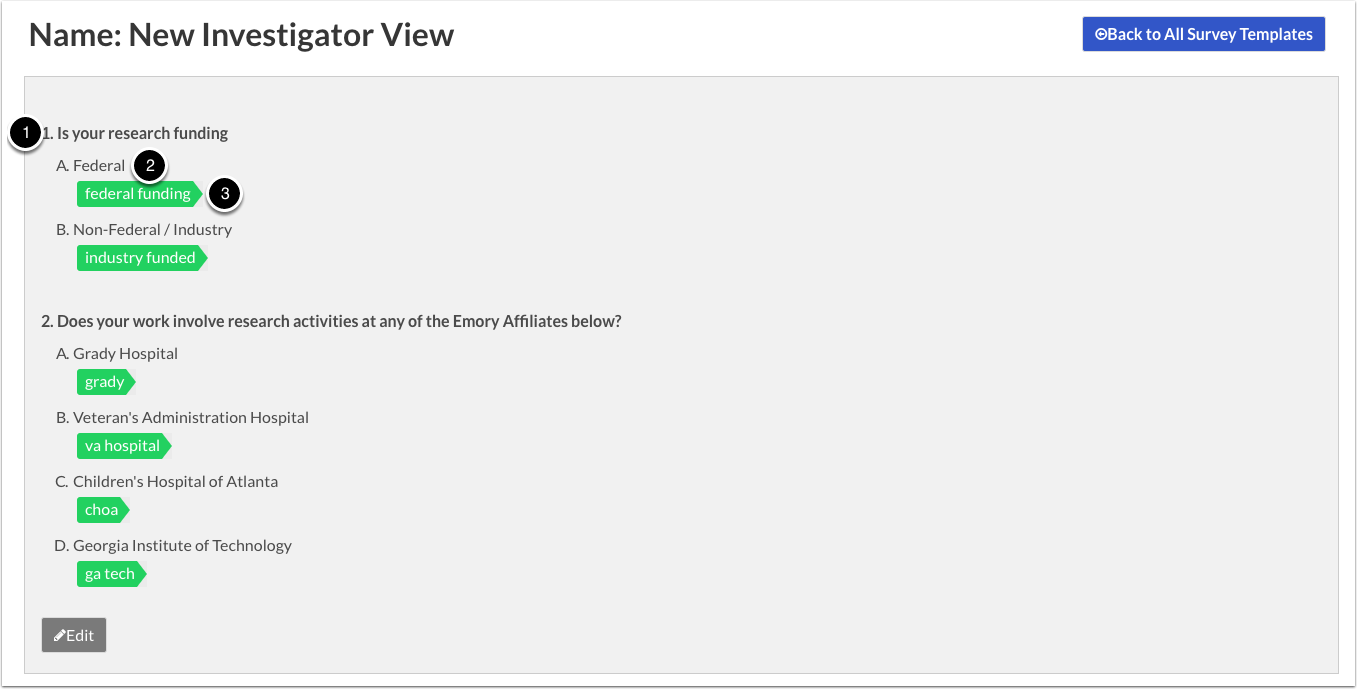 Name: New Investigator View
Back to All Survey Templates
1
1. Is your research funding
A. Federal
2
federal funding
3
B. Non-Federal / Industry
industry funded
2. Does your work involve research activities at any of the Emory Affiliates below?
A. Grady Hospital
grady
B. Veteran's Administration Hospital
va hospital
C. Children's Hospital of Atlanta
choa
D. Georgia Institute of Technology
ga tech
Edit